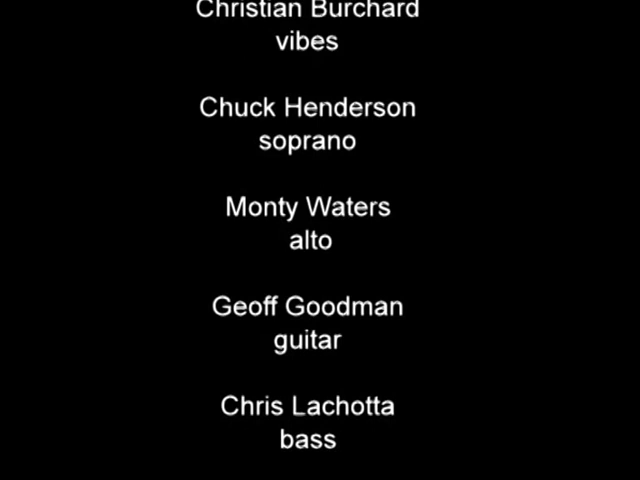 Christian Burchard
vibes
Chuck Henderson
soprano
Monty Waters
alto
Geoff Goodman
guitar
Chris Lachotta
bass